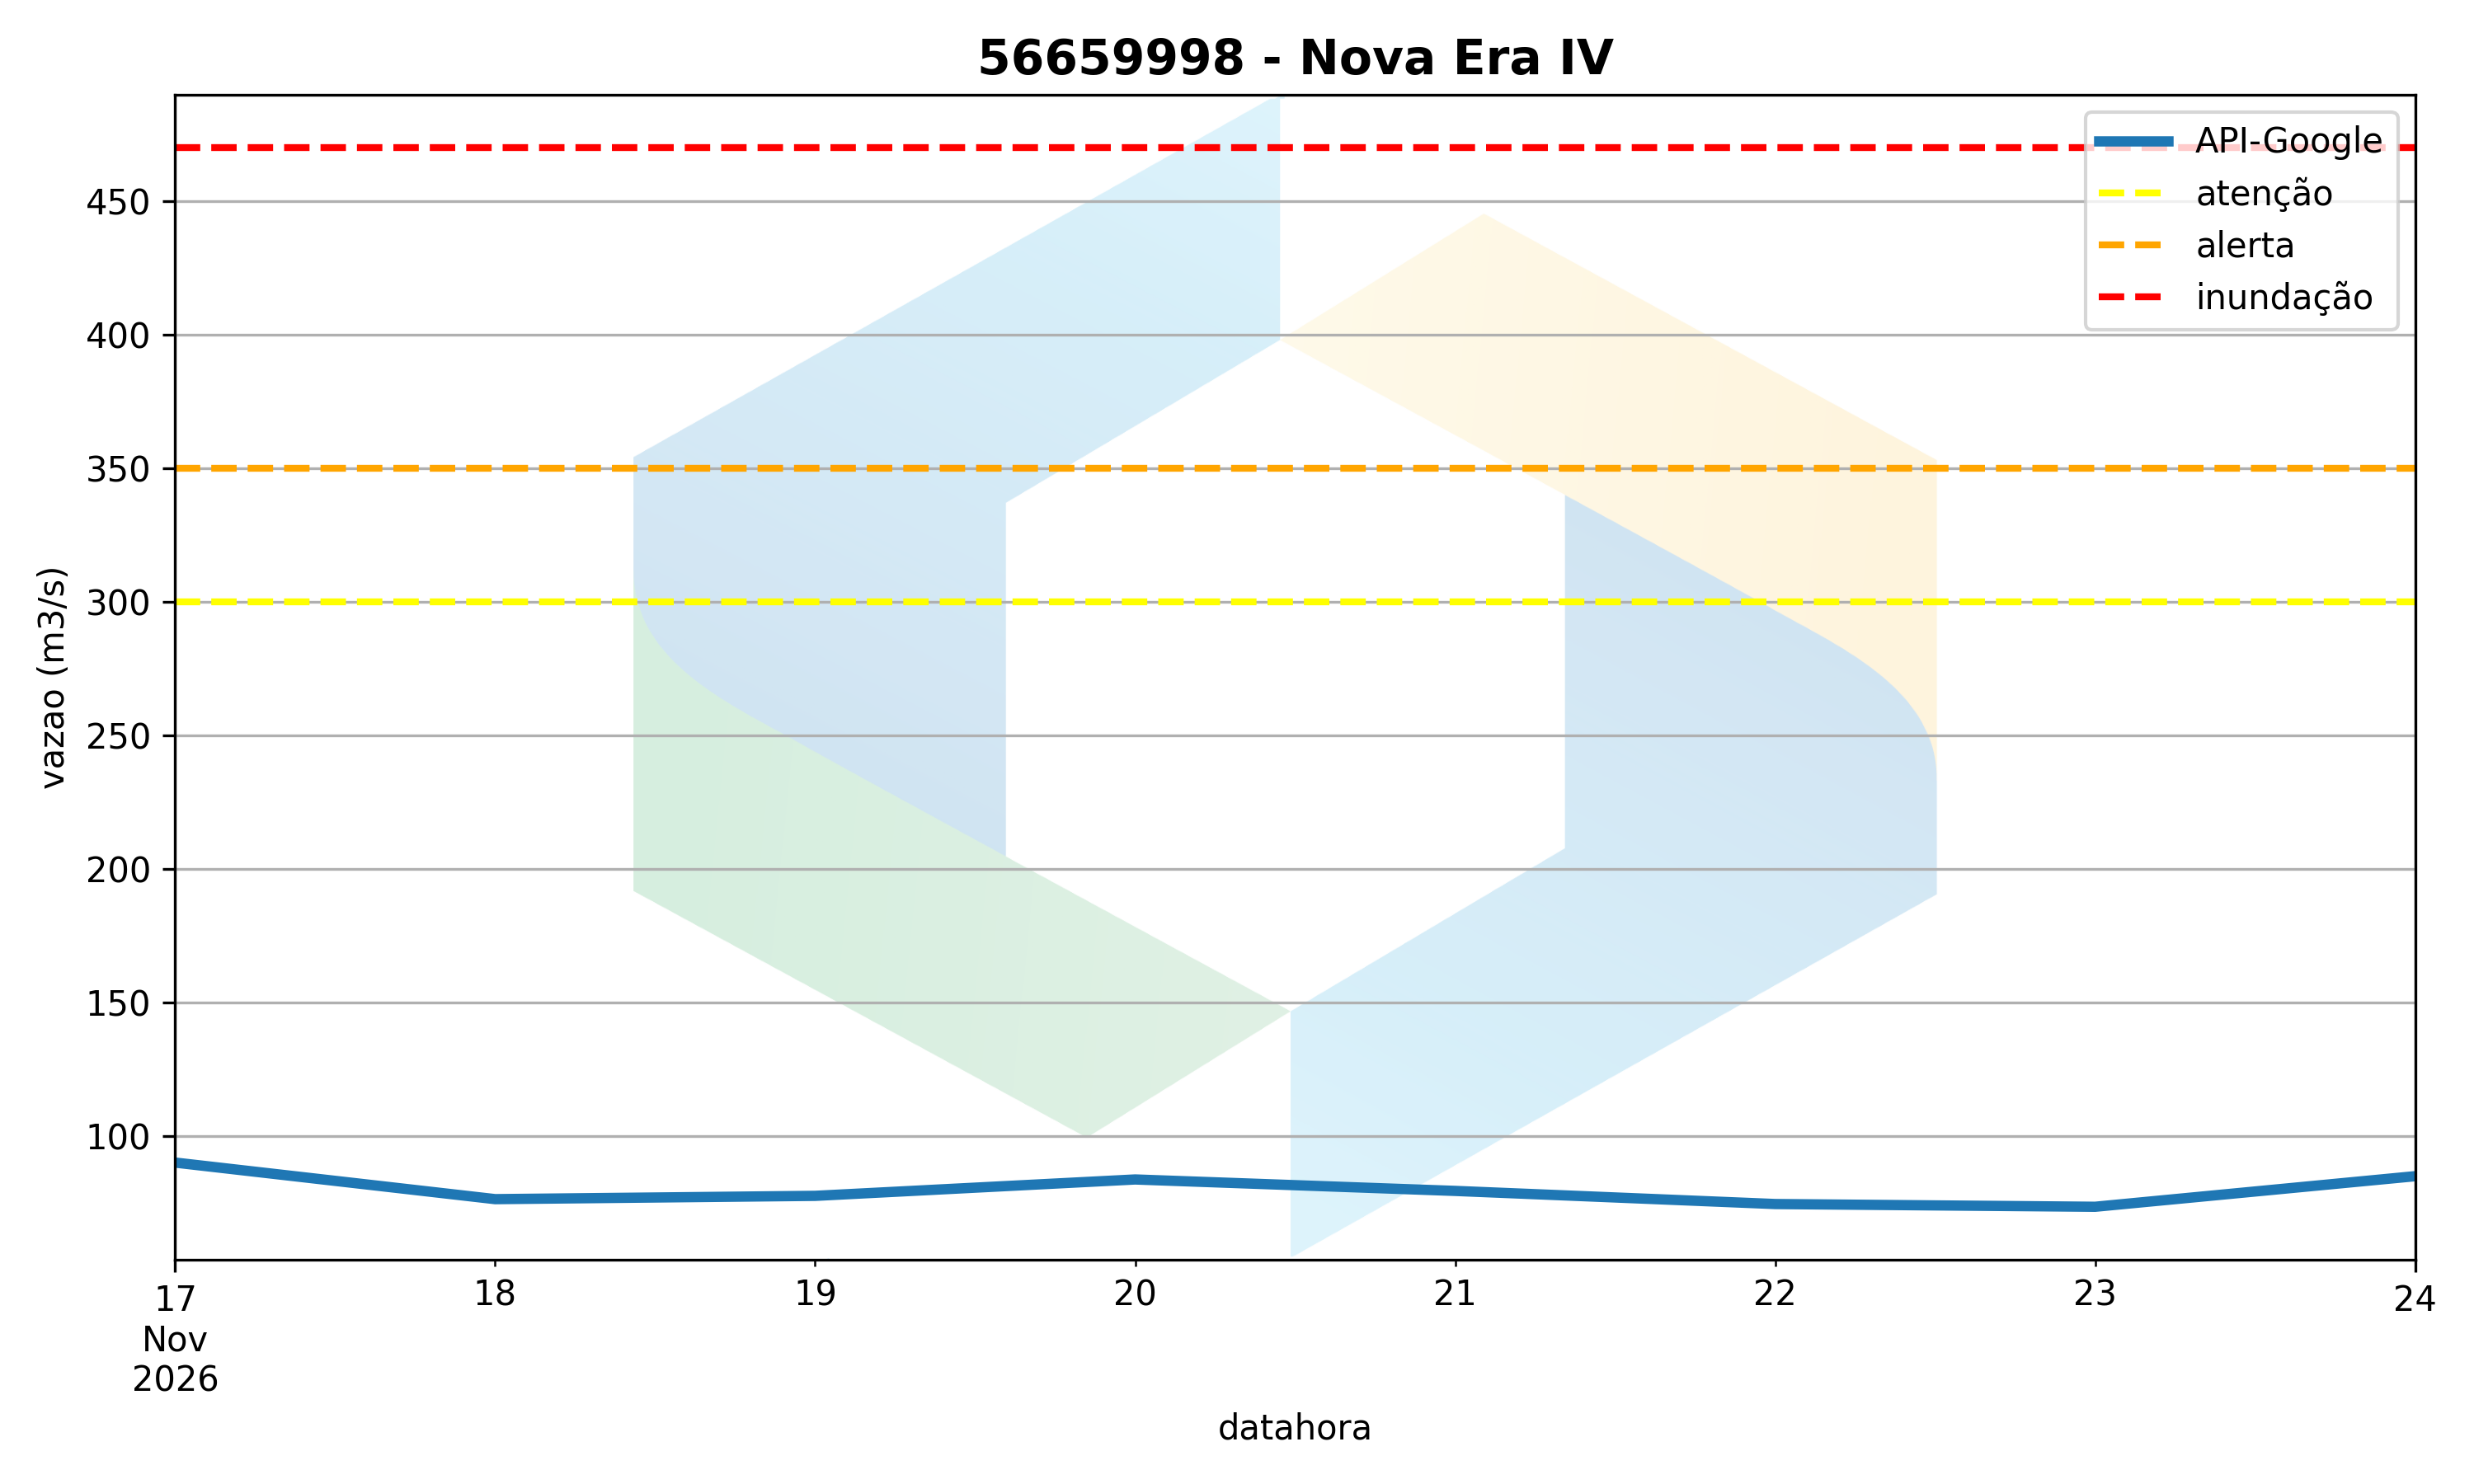 56659998 - Nova Era IV
API-Google
atenção
alerta
inundação
vazao (m3/s)
450
400
350
300
250
200
150
100
17
18
19
20
21
22
23
24
Nov
2026
datahora